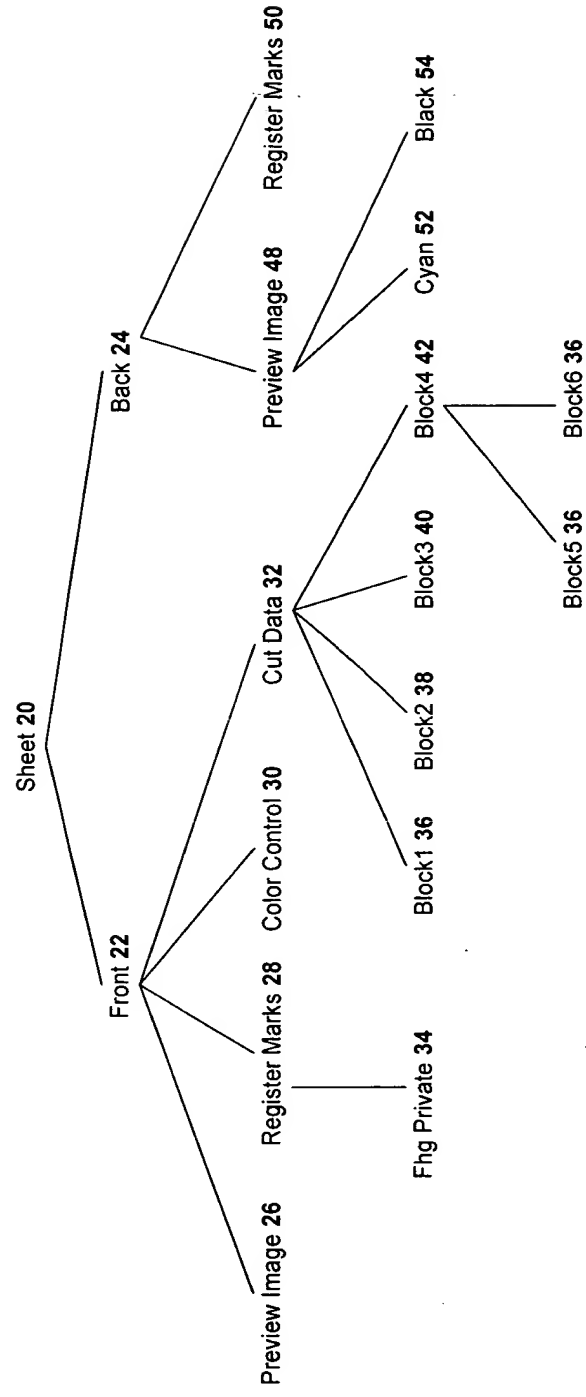 Sheet 20
Front 22
Back 24
Preview Image 26
Register Marks 28
Color Control 30
Cut Data 32
Preview Image 48
Register Marks 50
Fhg Private 34
Block1 36
Block2 38
Block3 40
Block4 42
Cyan 52
Black 54
Block5 36
Block6 36